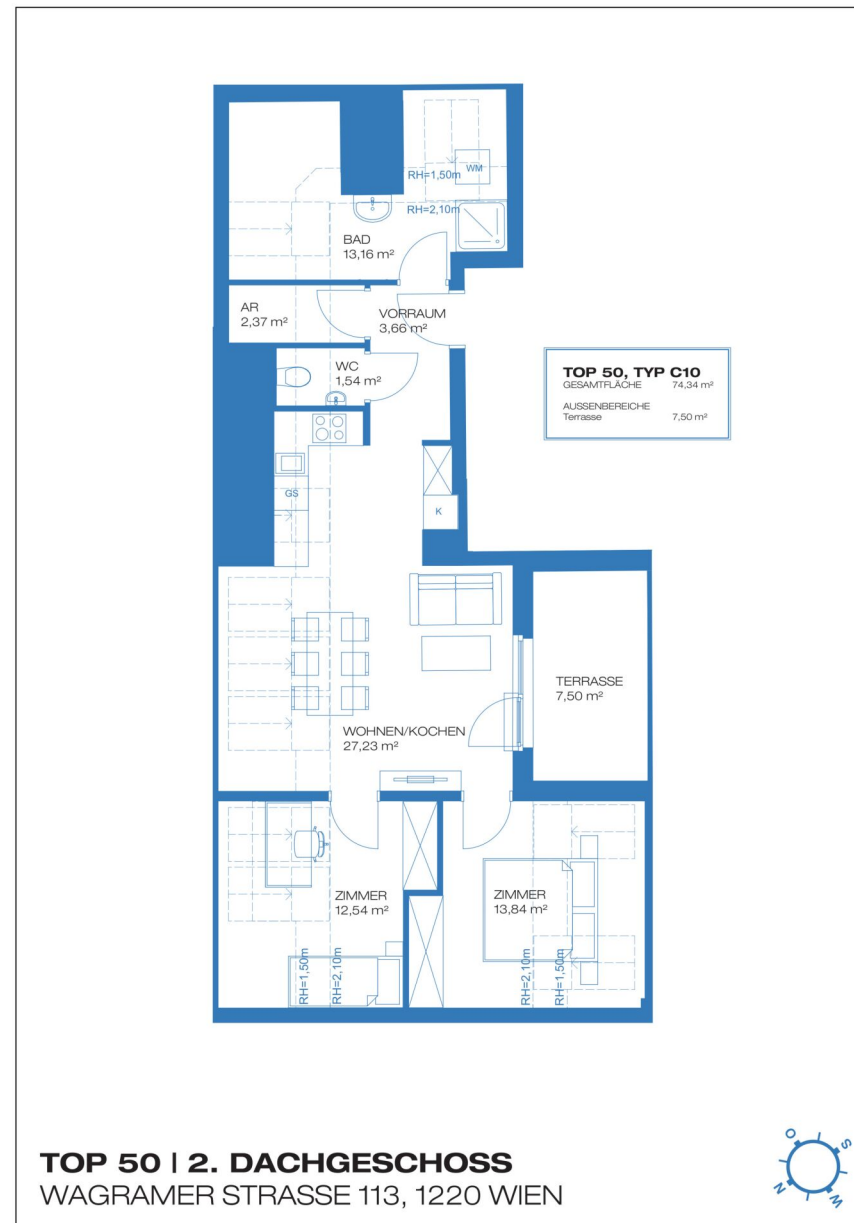 RH=1,50m
WM
RH=2,10m
BAD
13,16 m²
AR
2,37 m²
VORRAUM
3,66 m²
WC
1,54 m²
TOP 50, TYP C10
GESAMTFLÄCHE 74,34 m²
AUSSENBEREICHE
Terrasse 7,50 m²
GS
K
TERRASSE
7,50 m²
WOHNEN/KOCHEN
27,23 m²
ZIMMER
12,54 m²
ZIMMER
13,84 m²
RH=1,50m
RH=2,10m
RH=2,10m
RH=1,50m
TOP 50 | 2. DACHGESCHOSS
WAGRAMER STRASSE 113, 1220 WIEN
O
S
N
W